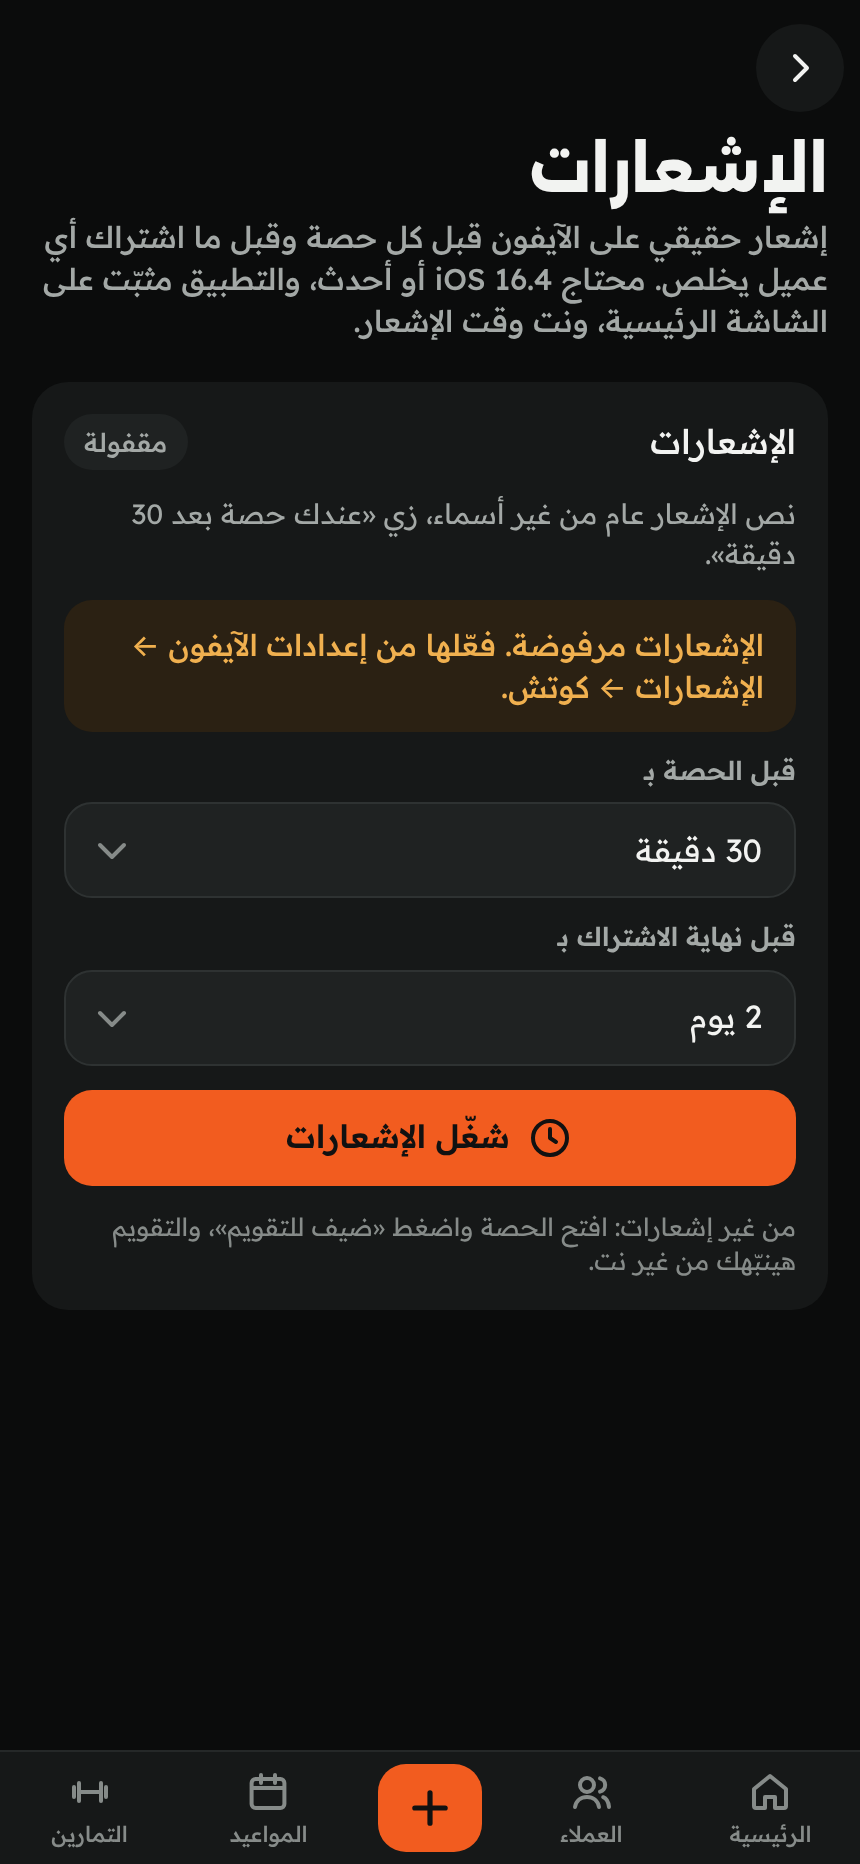 الإشعارات
إشعار حقيقي على الآيفون قبل كل حصة وقبل ما اشتراك أي
عميل يخلص. محتاج iOS 16.4 أو أحدث، والتطبيق مثبّت على
الشاشة الرئيسية، ونت وقت الإشعار.
الإشعارات
مقفولة
نص الإشعار عام من غير أسماء، زي «عندك حصة بعد 30
دقيقة».
الإشعارات مرفوضة. فعّلها من إعدادات الآيفون ←
الإشعارات ← كوتش.
قبل الحصة بـ
30 دقيقة
قبل نهاية الاشتراك بـ
2 يوم
شغّل الإشعارات
من غير إشعارات: افتح الحصة واضغط «ضيف للتقويم»، والتقويم
هينبّهك من غير نت.
الرئيسية
العملاء
المواعيد
التمارين